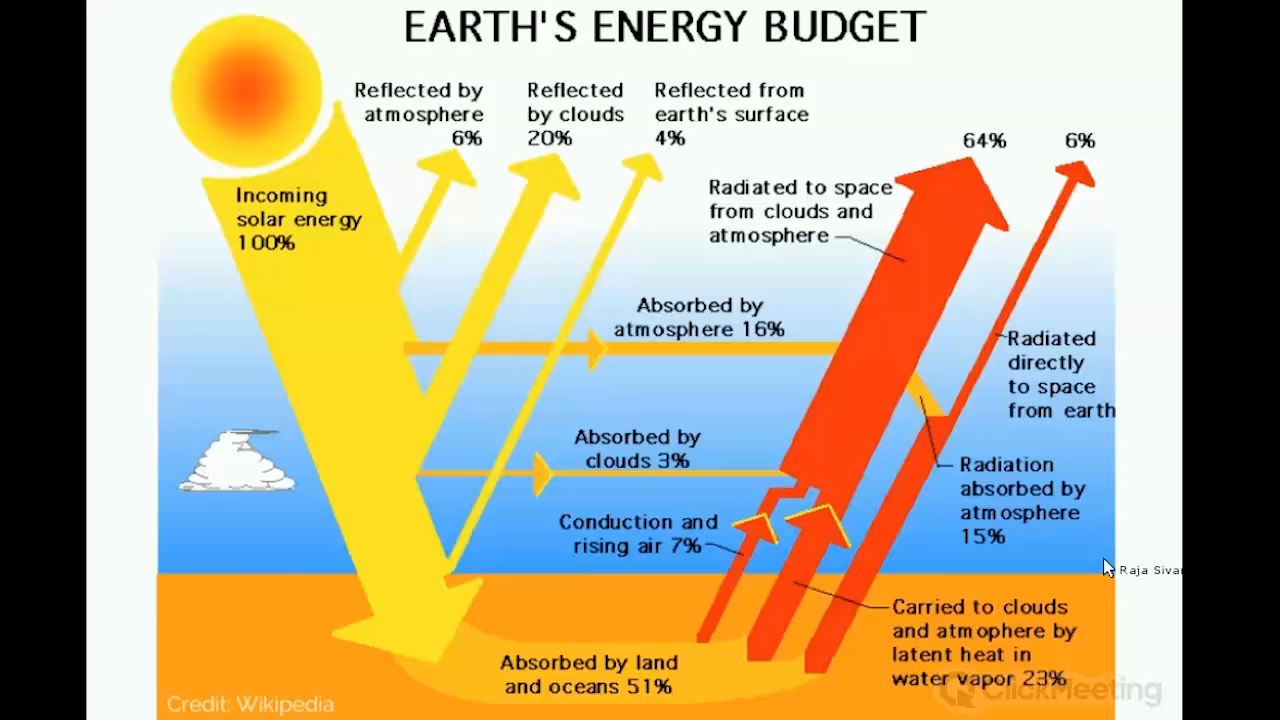 EARTH'S ENERGY BUDGET
Reflected by
atmosphere
6%
Reflected
by clouds
20%
Reflected from
earth's surface
4%
64%
6%
Incoming
solar energy
100%
Radiated to space
from clouds and
atmosphere
Absorbed by
atmosphere 16%
Radiated
directly
to space
from earth
Absorbed by
clouds 3%
Radiation
absorbed by
atmosphere
15%
Conduction and
rising air 7%
Raja Sivar
Carried to clouds
and atmophere by
latent heat in
water vapor 23%
Absorbed by land
and oceans 51%
ClickMeeting
Credit: Wikipedia